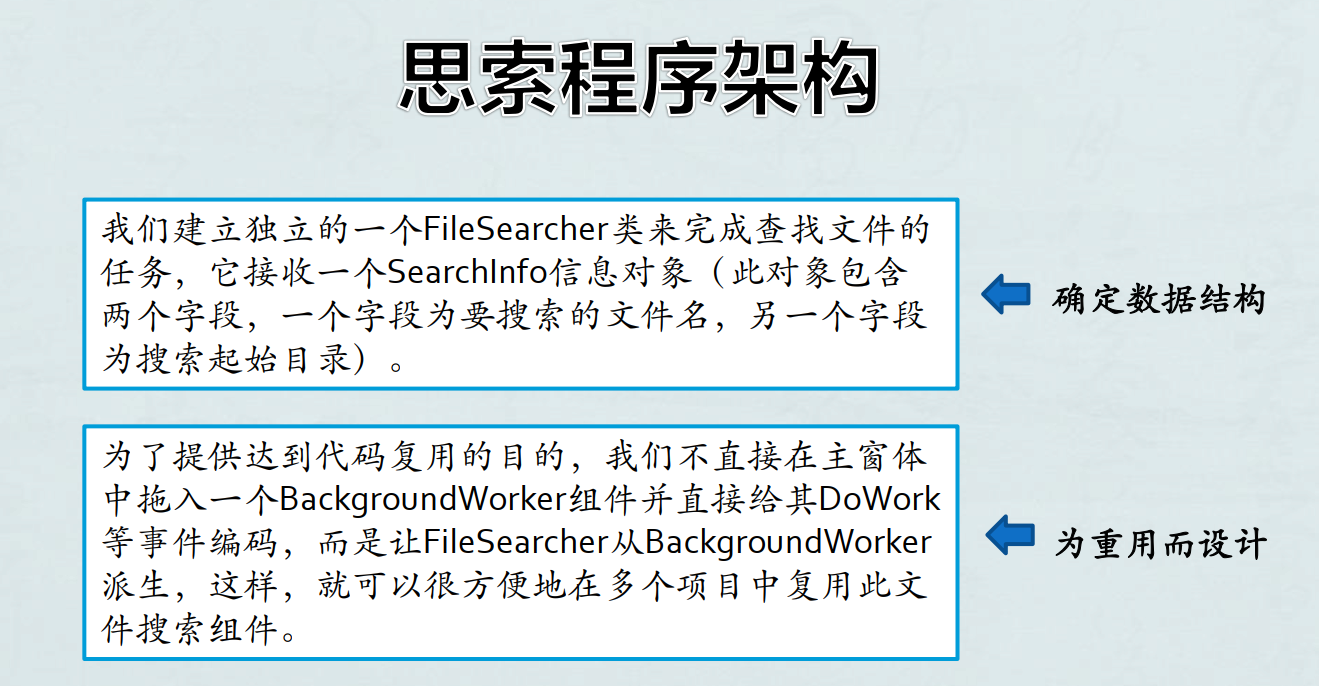 思索程序架构
我们建立独立的一个FileSearcher类来完成查找文件的
任务，它接收一个SearchInfo信息对象（此对象包含
两个字段，一个字段为要搜索的文件名，另一个字段
为搜索起始目录）。
确定数据结构
为了提供达到代码复用的目的，我们不直接在主窗体
中拖入一个BackgroundWorker组件并直接给其DoWork
等事件编码，而是让FileSearcher从BackgroundWorker
派生，这样，就可以很方便地在多个项目中复用此文
件搜索组件。
为重用而设计